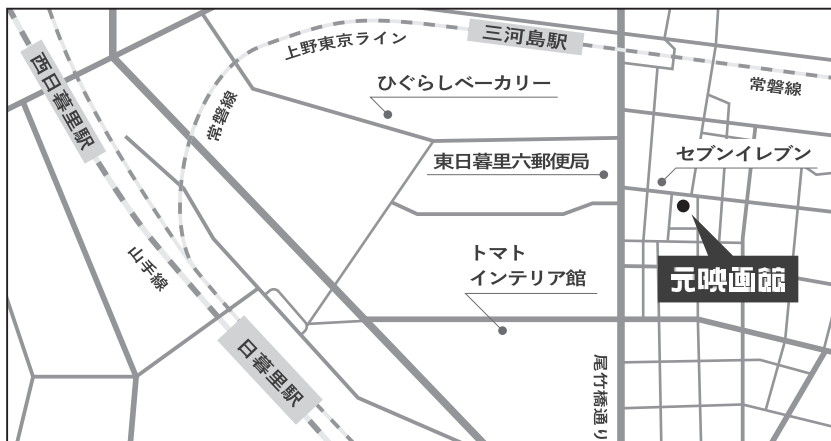 上野東京ライン
三河島駅
西日暮里駅
常磐線
ひぐらしベーカリー
常磐線
東日暮里六郵便局
セブンイレブン
山手線
トマト
インテリア館
元映画館
日暮里駅
尾竹橋通り